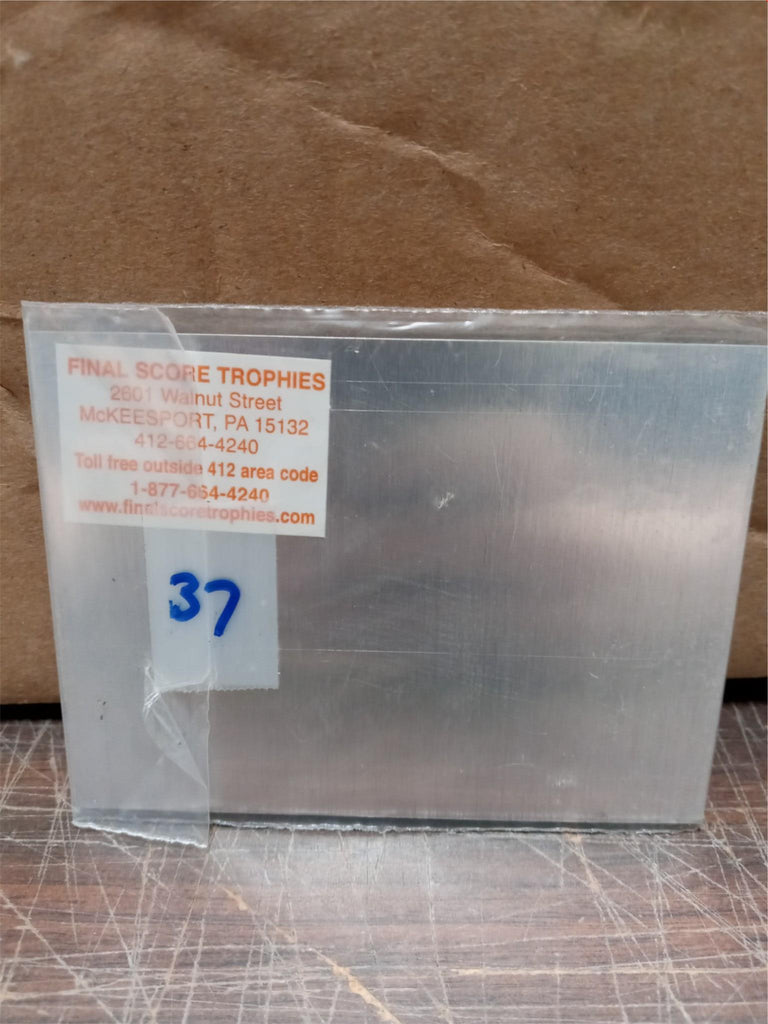 FINAL SCORE TROPHIES
2601 Walnut Street
McKEESPORT, PA 15132
412-664-4240
Toll free outside 412 area code
1-877-664-4240
www.finalscoretrophies.com
37